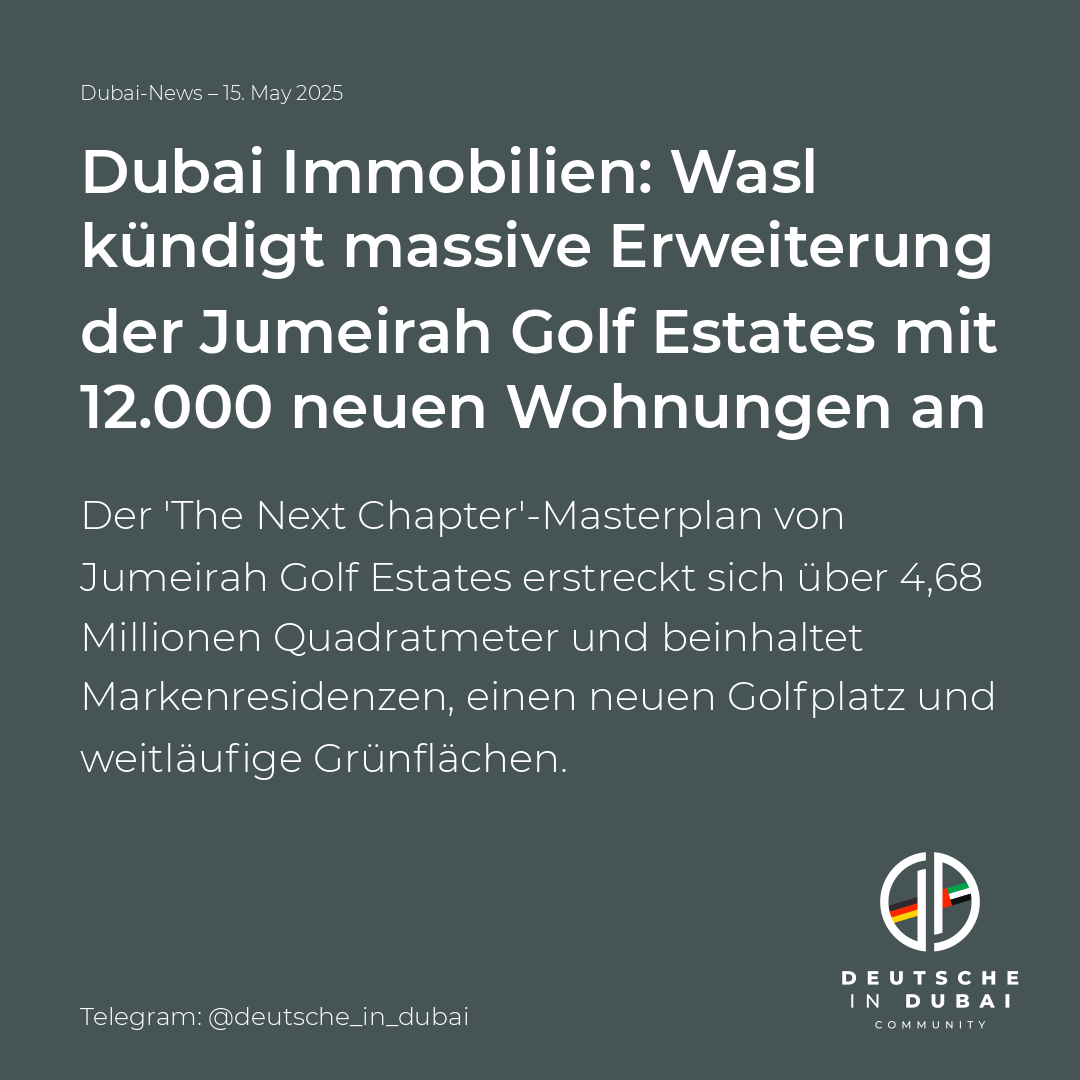 Dubai-News – 15. May 2025
Dubai Immobilien: Wasl
kündigt massive Erweiterung
der Jumeirah Golf Estates mit
12.000 neuen Wohnungen an
Der 'The Next Chapter'-Masterplan von
Jumeirah Golf Estates erstreckt sich über 4,68
Millionen Quadratmeter und beinhaltet
Markenresidenzen, einen neuen Golfplatz und
weitläufige Grünflächen.
DEUTSCHE
IN DUBAI
COMMUNITY
Telegram: @deutsche_in_dubai